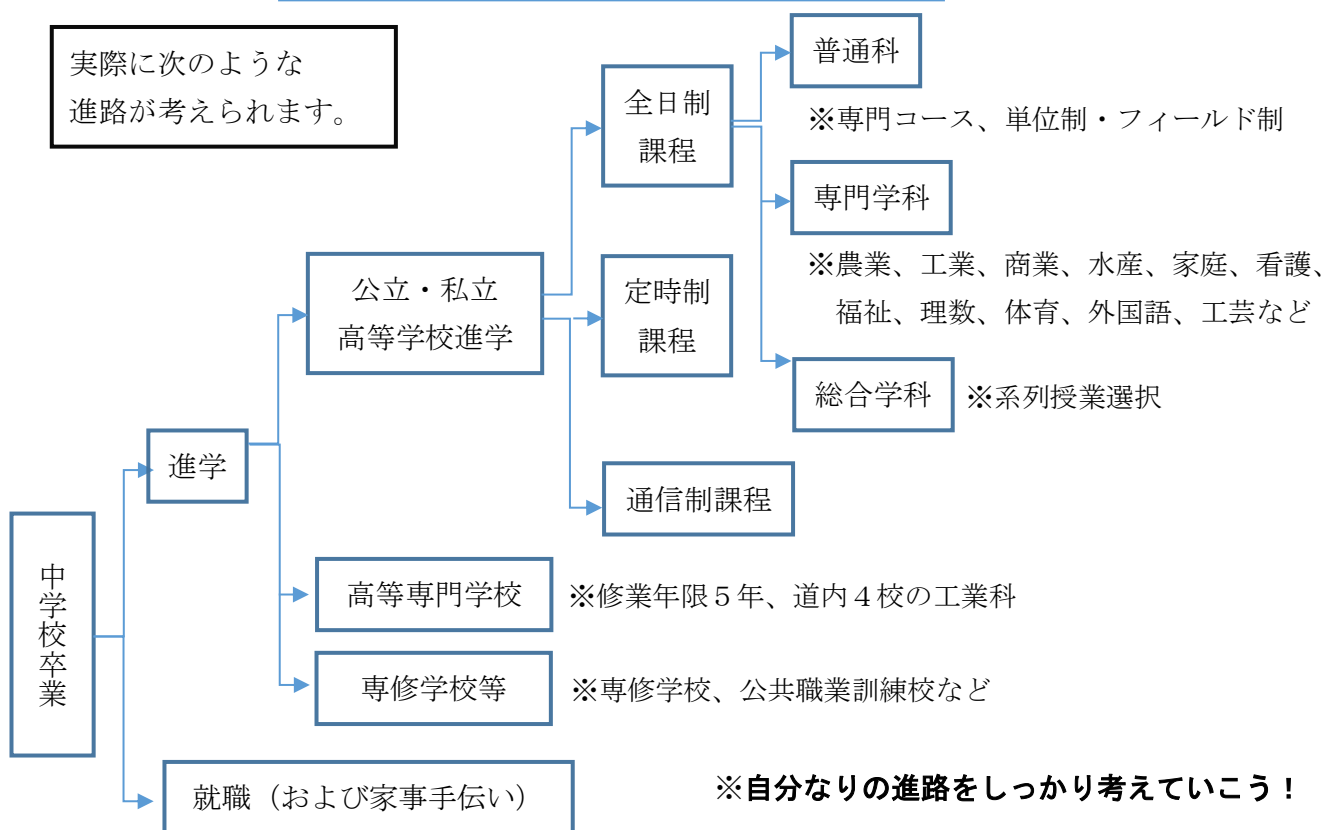 実際に次のような
進路が考えられます。
普通科
※専門コース、単位制・フィールド制
全日制
課程
専門学科
※農業、工業、商業、水産、家庭、看護、
福祉、理数、体育、外国語、工芸など
公立・私立
高等学校進学
定時制
課程
総合学科
※系列授業選択
進学
通信制課程
中学校卒業
高等専門学校
※修業年限５年、道内４校の工業科
専修学校等
※専修学校、公共職業訓練校など
就職（および家事手伝い）
※自分なりの進路をしっかり考えていこう！